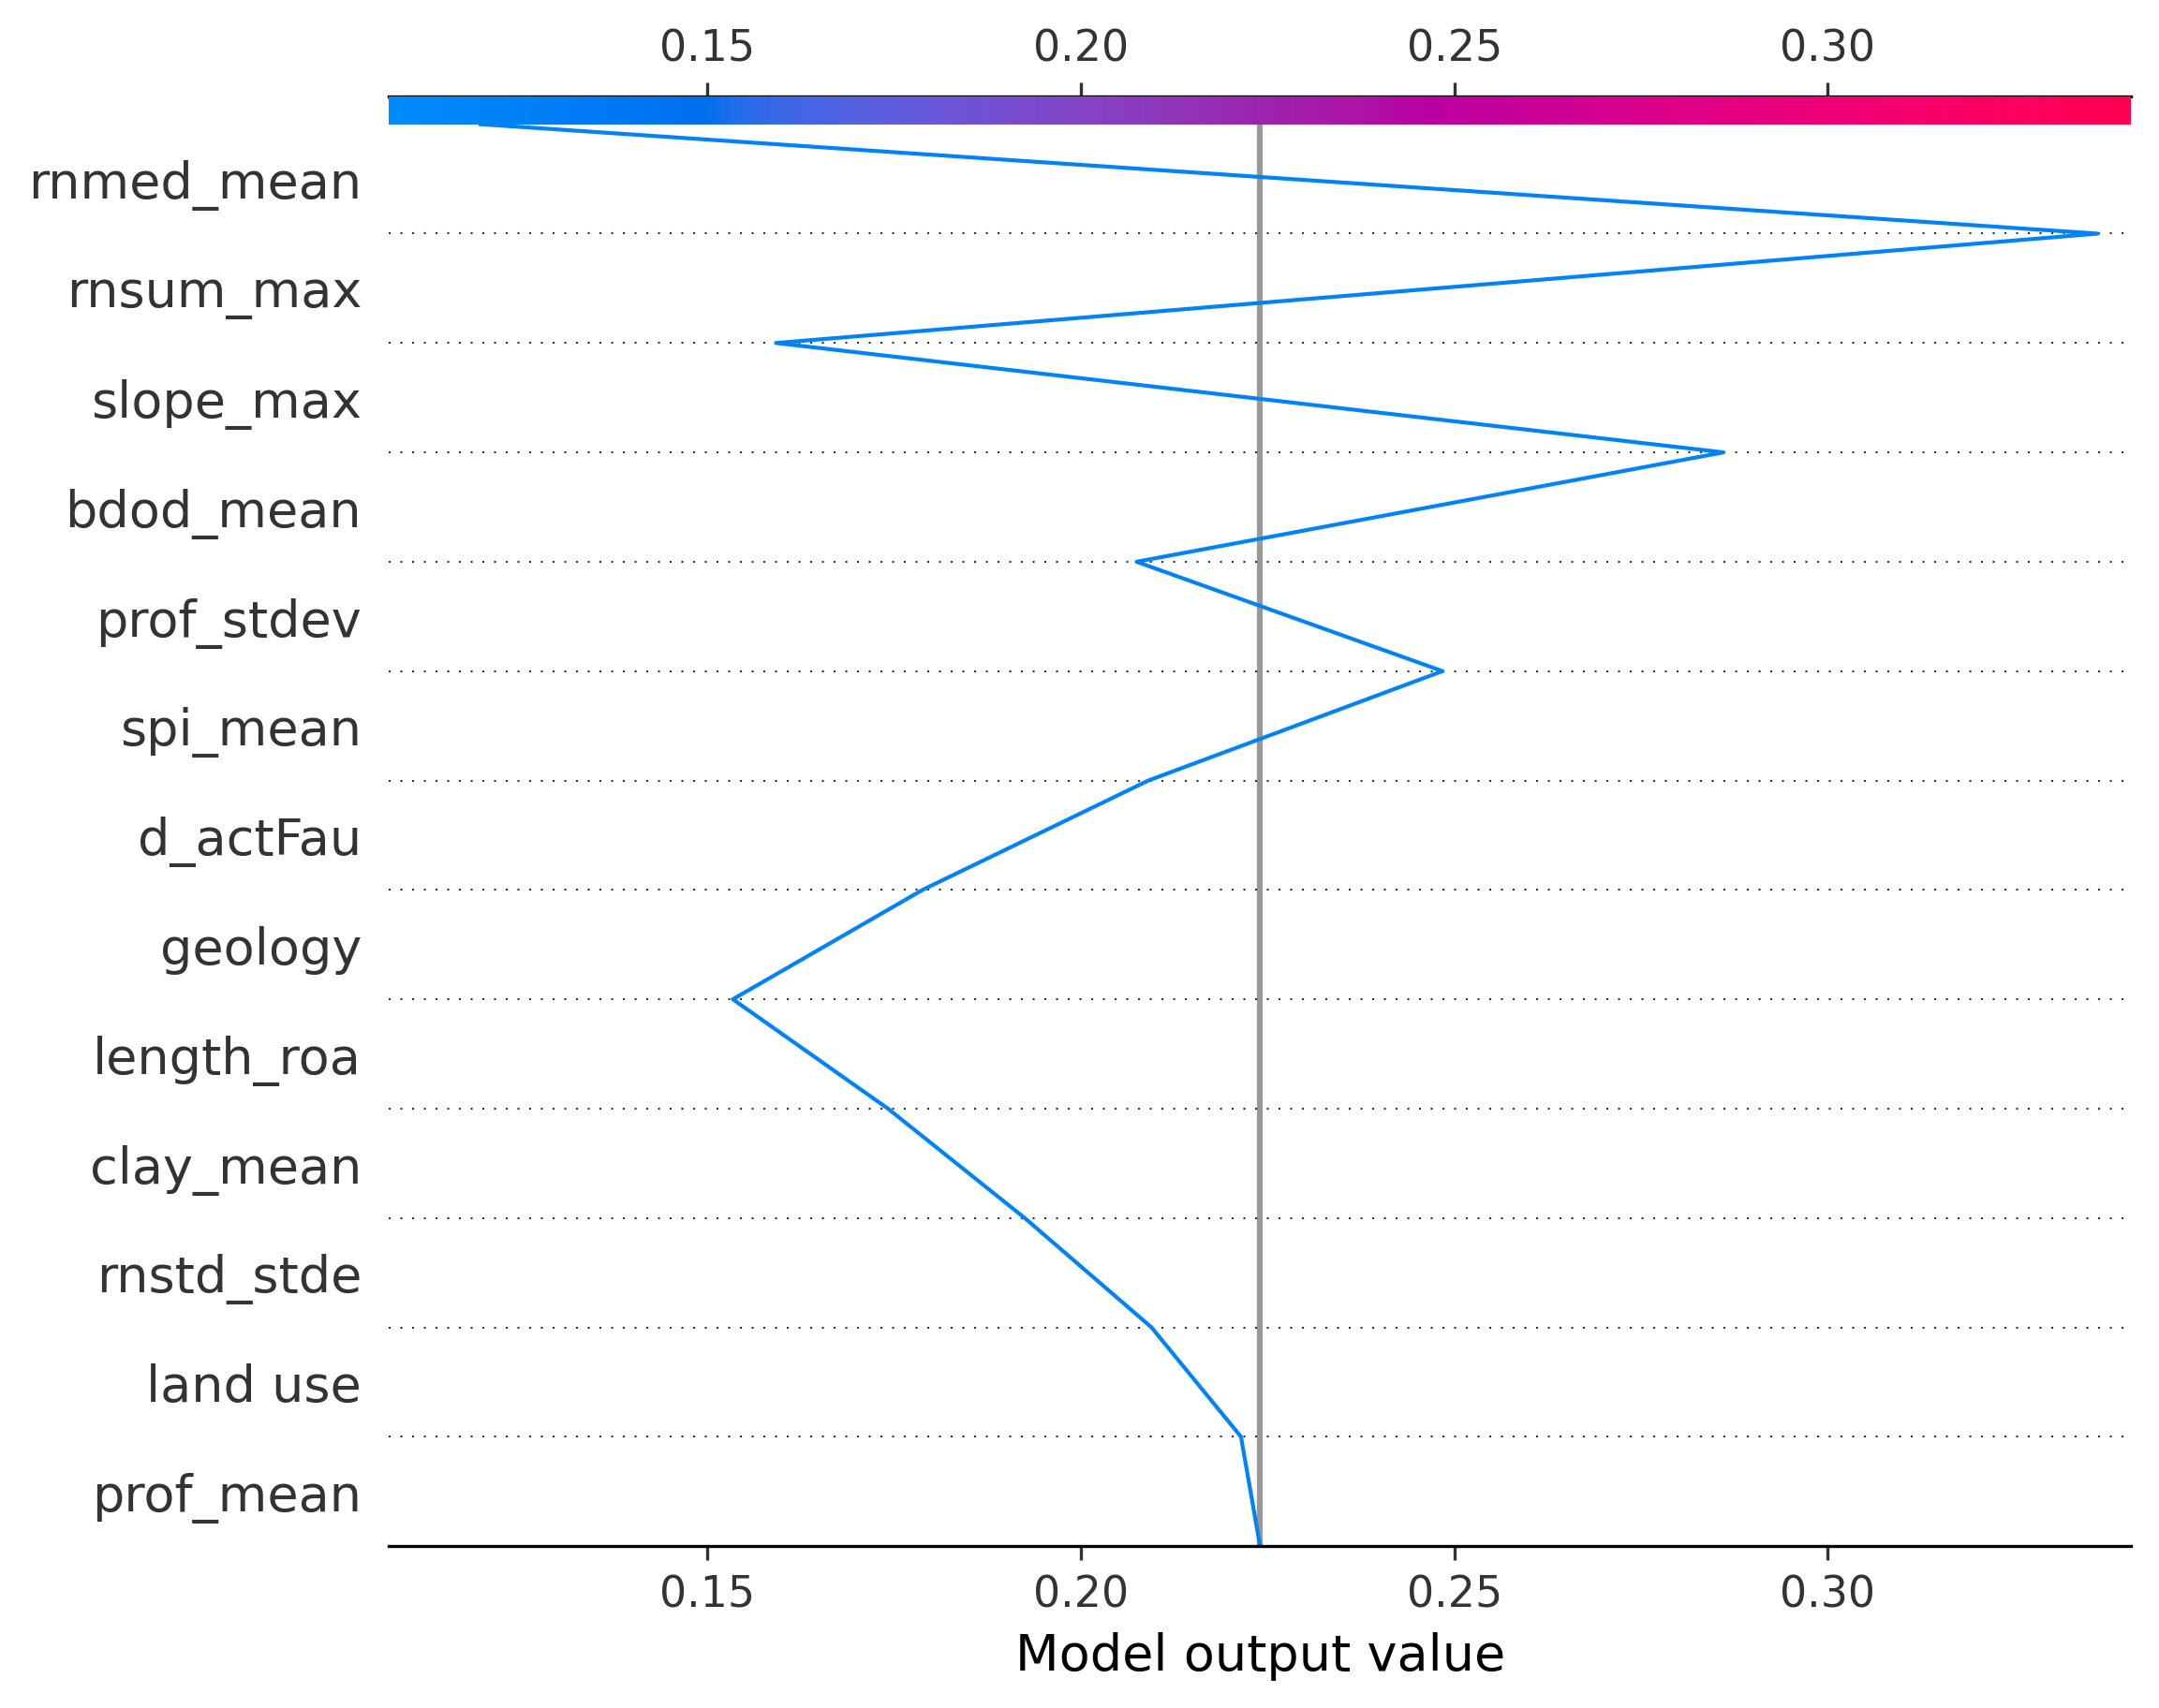 0.15 0.20 0.25 0.30
rnmed_mean
rnsum_max
slope_max
bdod_mean
prof_stdev
spi_mean
d_actFau
geology
length_roa
clay_mean
rnstd_stde
land use
prof_mean
0.15 0.20 0.25 0.30
Model output value